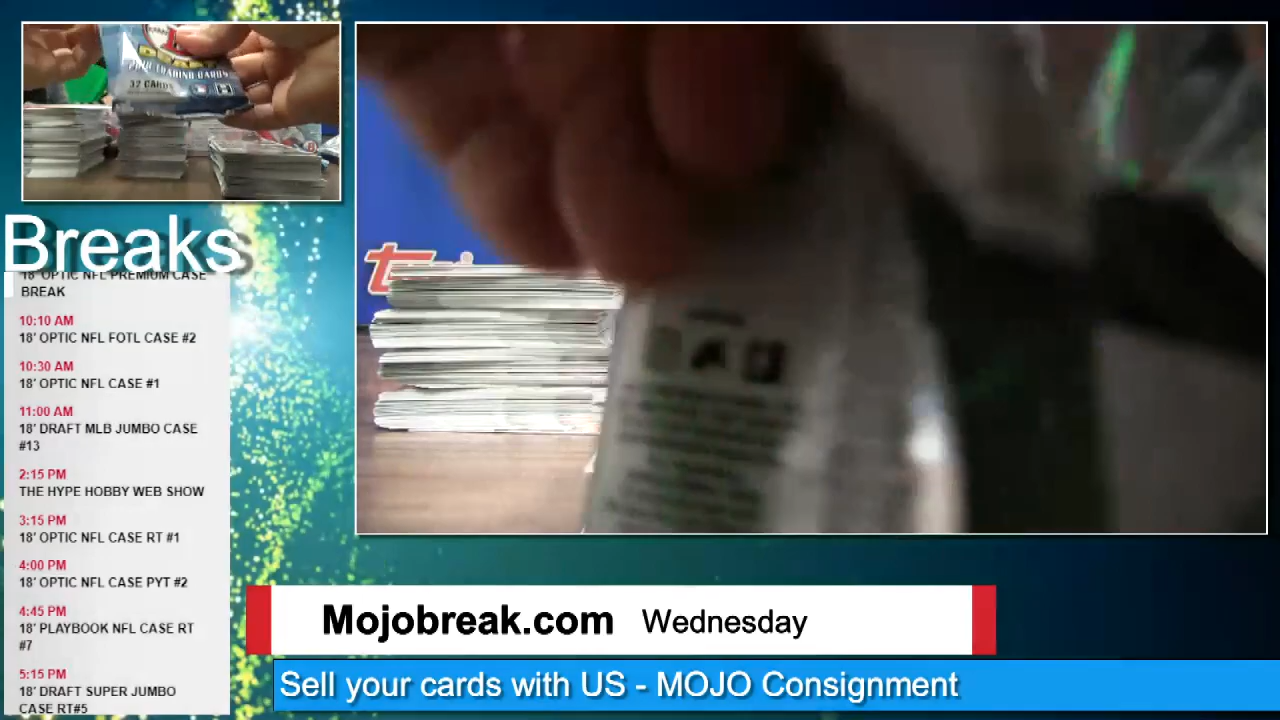 TRADING CARDS
32 CARDS
Breaks
18' OPTIC NFL PREMIUM CASE
BREAK
10:10 AM
18' OPTIC NFL FOTL CASE #2
10:30 AM
18' OPTIC NFL CASE #1
11:00 AM
18' DRAFT MLB JUMBO CASE
#13
2:15 PM
THE HYPE HOBBY WEB SHOW
3:15 PM
18' OPTIC NFL CASE RT #1
4:00 PM
18' OPTIC NFL CASE PYT #2
4:45 PM
18' PLAYBOOK NFL CASE RT
#7
5:15 PM
18' DRAFT SUPER JUMBO
CASE RT#5
Mojobreak.com Wednesday
Sell your cards with US - MOJO Consignment